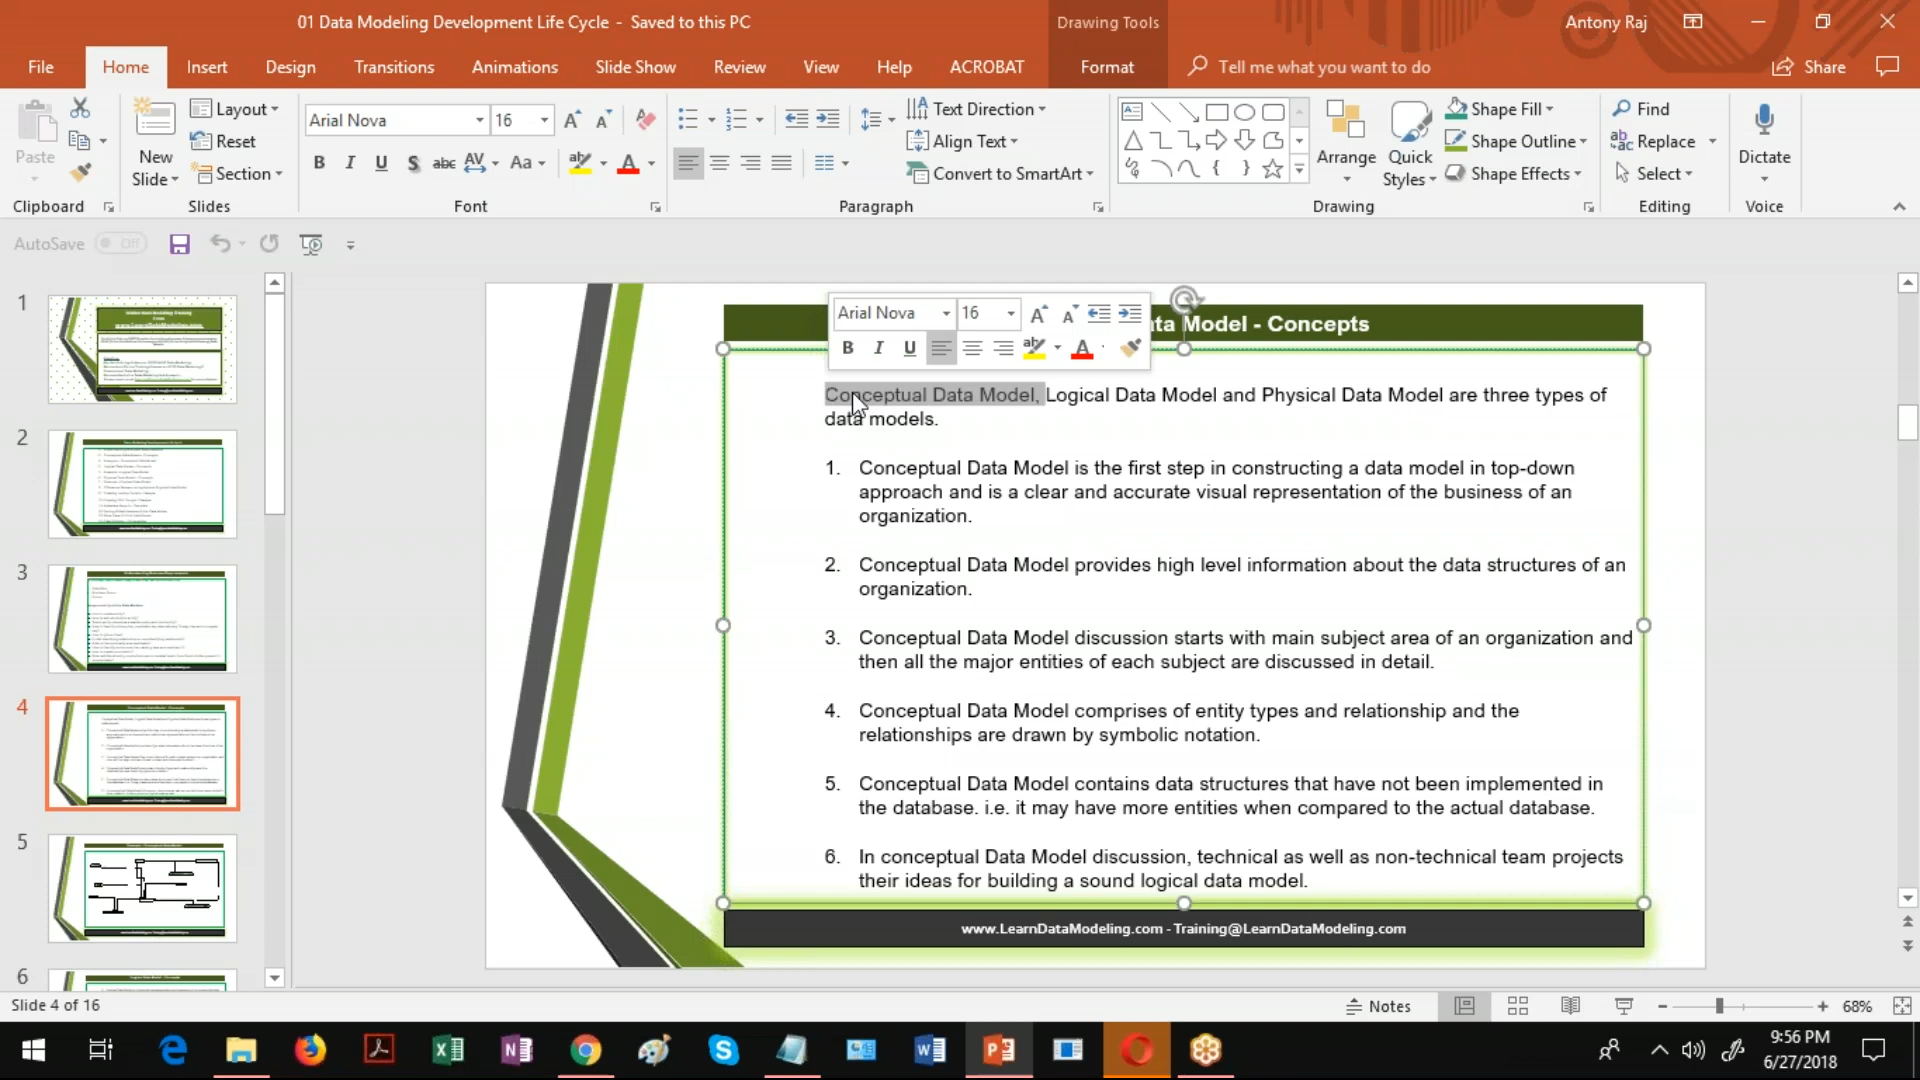 01 Data Modeling Development Life Cycle - Saved to this PC
Drawing Tools
Antony Raj
File
Home
Insert
Design
Transitions
Animations
Slide Show
Review
View
Help
ACROBAT
Format
Tell me what you want to do
Share
Paste
New Slide
Layout
Reset
Section
Arial Nova
16
Text Direction
Align Text
Convert to SmartArt
Arrange
Quick Styles
Shape Fill
Shape Outline
Shape Effects
Find
Replace
Select
Dictate
Clipboard
Slides
Font
Paragraph
Drawing
Editing
Voice
AutoSave Off
1
2
3
4
5
6
Arial Nova
16
ata Model - Concepts
Conceptual Data Model, Logical Data Model and Physical Data Model are three types of
data models.
1. Conceptual Data Model is the first step in constructing a data model in top-down
approach and is a clear and accurate visual representation of the business of an
organization.
2. Conceptual Data Model provides high level information about the data structures of an
organization.
3. Conceptual Data Model discussion starts with main subject area of an organization and
then all the major entities of each subject are discussed in detail.
4. Conceptual Data Model comprises of entity types and relationship and the
relationships are drawn by symbolic notation.
5. Conceptual Data Model contains data structures that have not been implemented in
the database. i.e. it may have more entities when compared to the actual database.
6. In conceptual Data Model discussion, technical as well as non-technical team projects
their ideas for building a sound logical data model.
www.LearnDataModeling.com - Training@LearnDataModeling.com
Slide 4 of 16
Notes
68%
9:56 PM
6/27/2018